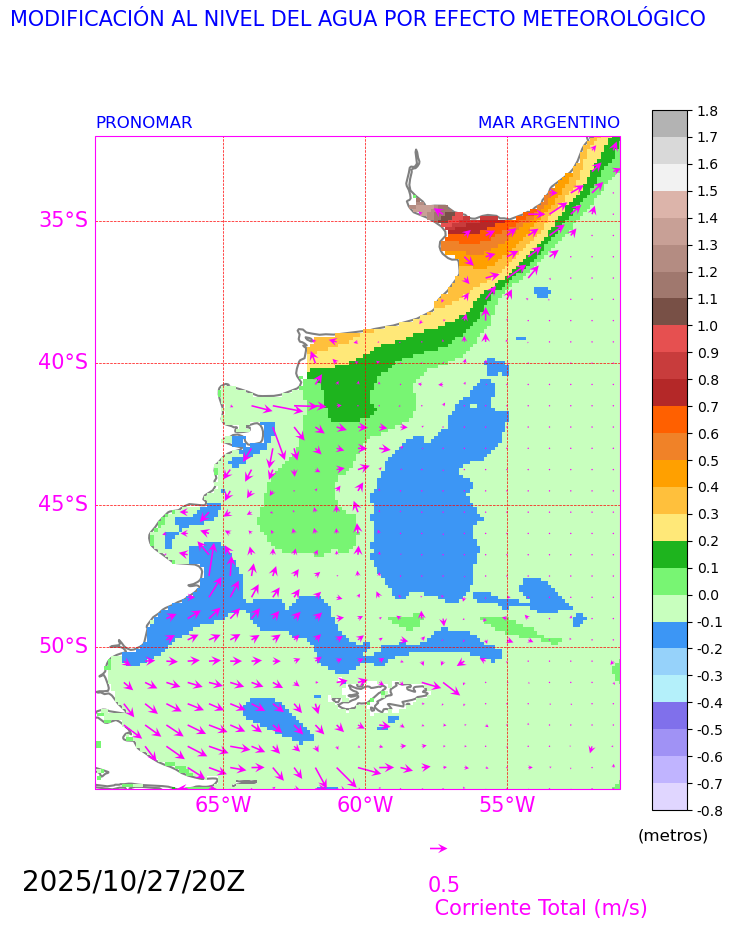 MODIFICACIÓN AL NIVEL DEL AGUA POR EFECTO METEOROLÓGICO
PRONOMAR MAR ARGENTINO
35°S
40°S
45°S
50°S
65°W 60°W 55°W
1.8
1.7
1.6
1.5
1.4
1.3
1.2
1.1
1.0
0.9
0.8
0.7
0.6
0.5
0.4
0.3
0.2
0.1
0.0
-0.1
-0.2
-0.3
-0.4
-0.5
-0.6
-0.7
-0.8
(metros)
2025/10/27/20Z
0.5
Corriente Total (m/s)